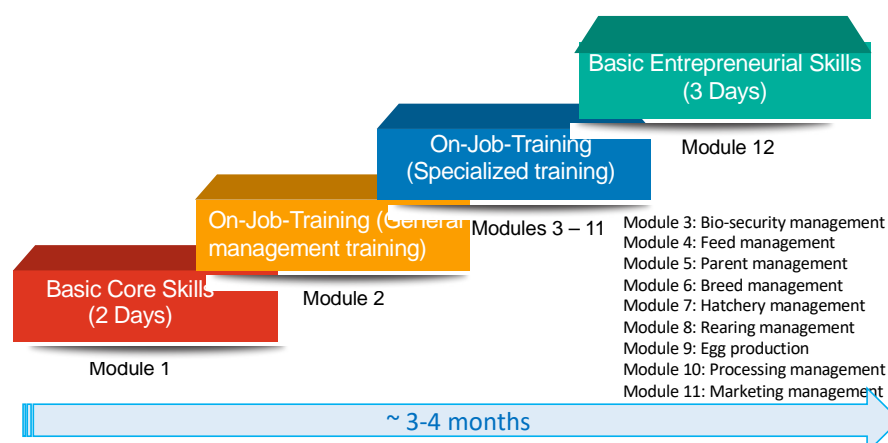 Basic Entrepreneurial Skills
(3 Days)
Module 12
On-Job-Training
(Specialized training)
Modules 3 – 11
On-Job-Training (General
management training)
Module 2
Basic Core Skills
(2 Days)
Module 1
Module 3: Bio-security management
Module 4: Feed management
Module 5: Parent management
Module 6: Breed management
Module 7: Hatchery management
Module 8: Rearing management
Module 9: Egg production
Module 10: Processing management
Module 11: Marketing management
~ 3-4 months